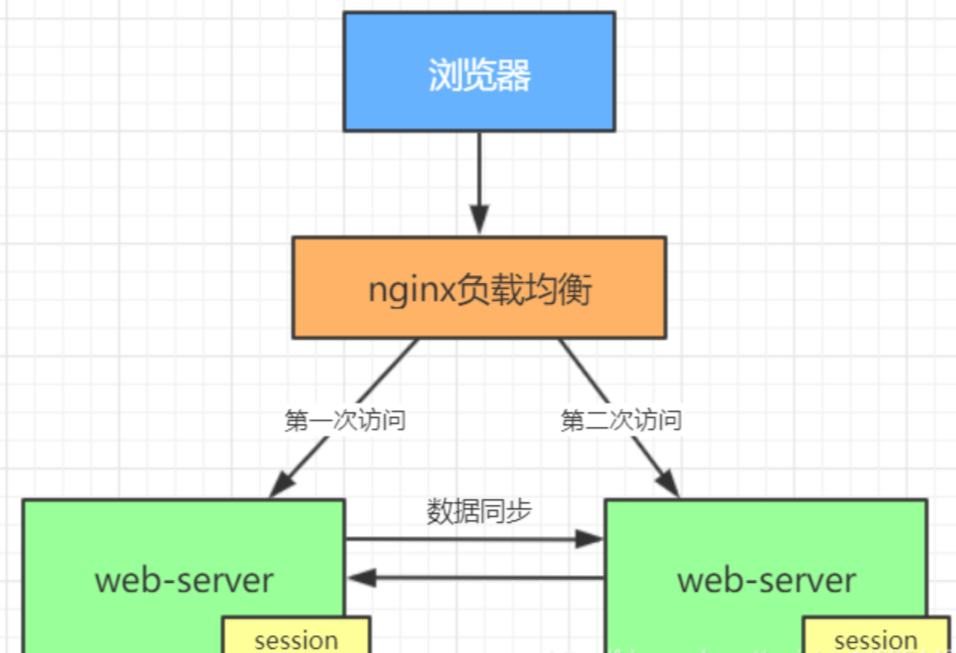 浏览器
nginx负载均衡
第一次访问
第二次访问
数据同步
web-server
web-server
session
session